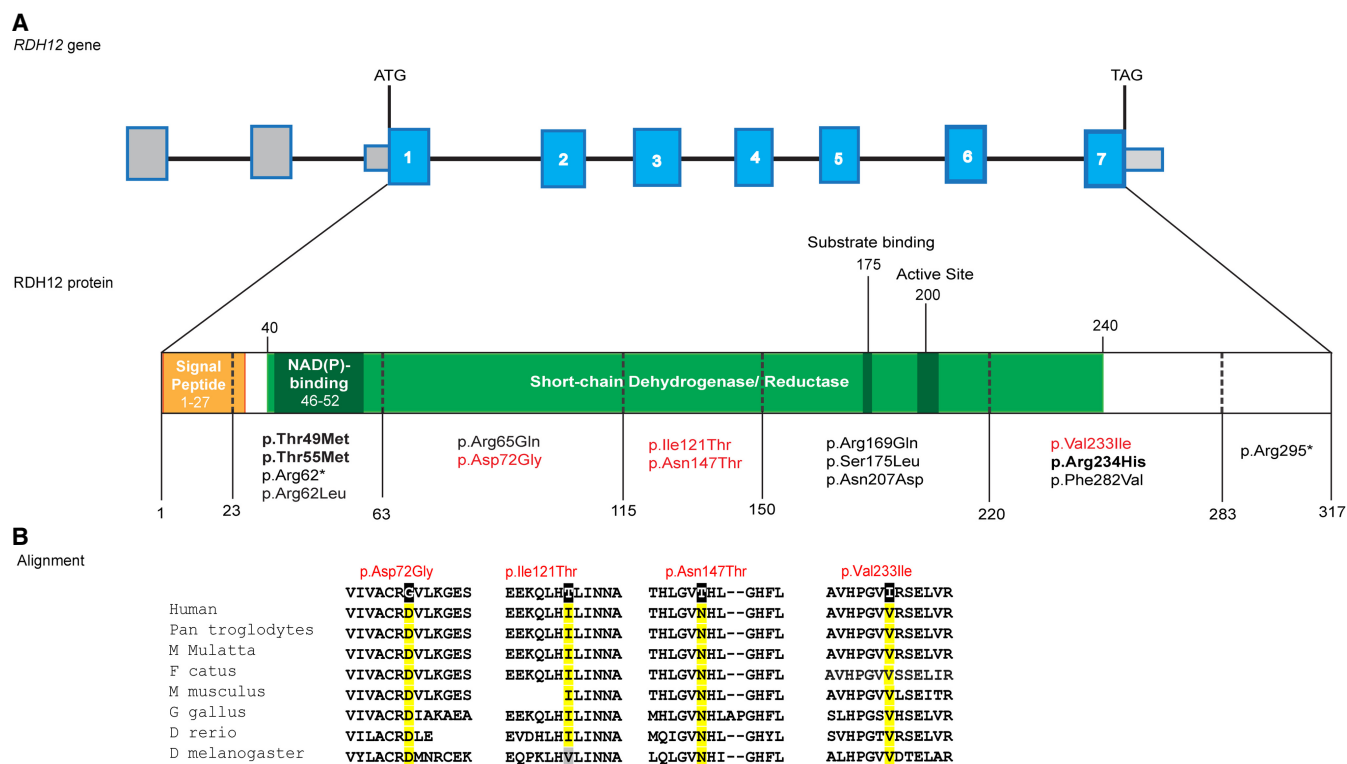 A
RDH12 gene
ATG
TAG
1 2 3 4 5 6 7
Substrate binding
175
Active Site
200
RDH12 protein
40
240
Signal Peptide 1-27
NAD(P)-binding 46-52
Short-chain Dehydrogenase/ Reductase
p.Thr49Met
p.Thr55Met
p.Arg62*
p.Arg62Leu
p.Arg65Gln
p.Asp72Gly
p.Ile121Thr
p.Asn147Thr
p.Arg169Gln
p.Ser175Leu
p.Asn207Asp
p.Val233Ile
p.Arg234His
p.Phe282Val
p.Arg295*
1 23 63 115 150 220 283 317
B
Alignment
p.Asp72Gly p.Ile121Thr p.Asn147Thr p.Val233Ile
VIVACRGVLKGES EEKQLHTLINNA THLGVTHL--GHFL AVHPGVIRSELVR
Human VIVACRDVLKGES EEKQLHILINNA THLGVNHL--GHFL AVHPGVVRSELVR
Pan troglodytes VIVACRDVLKGES EEKQLHILINNA THLGVNHL--GHFL AVHPGVVRSELVR
M Mulatta VIVACRDVLKGES EEKQLHILINNA THLGVNHL--GHFL AVHPGVVRSELVR
F catus VIVACRDVLKGES EEKQLHILINNA THLGVNHL--GHFL AVHPGVVSSELIR
M musculus VIVACRDVLKGES ILINNA THLGVNHL--GHFL AVHPGVVLSEITR
G gallus VIVACRDIAKAEA EEKQLHILINNA MHLGVNHLAPGHFL SLHPGSVHSELVR
D rerio VILACRDLE EVDHLHILINNA MQIGVNHL--GHYL SVHPGTVRSELVR
D melanogaster VYLACRDMNRCEK EQPKLHVLINNA LQLGVNHI--GHFL ALHPGVVDTELAR